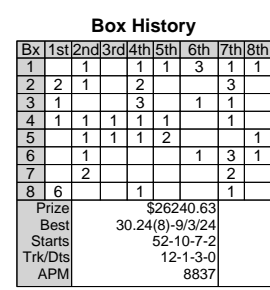 Box History
Bx 1st 2nd 3rd 4th 5th 6th 7th 8th
1 1 1 1 3 1 1
2 2 1 2 3
3 1 3 1 1
4 1 1 1 1 1 1
5 1 1 1 2 1
6 1 1 3 1
7 2 2
8 6 1 1
Prize $26240.63
Best 30.24(8)-9/3/24
Starts 52-10-7-2
Trk/Dts 12-1-3-0
APM 8837